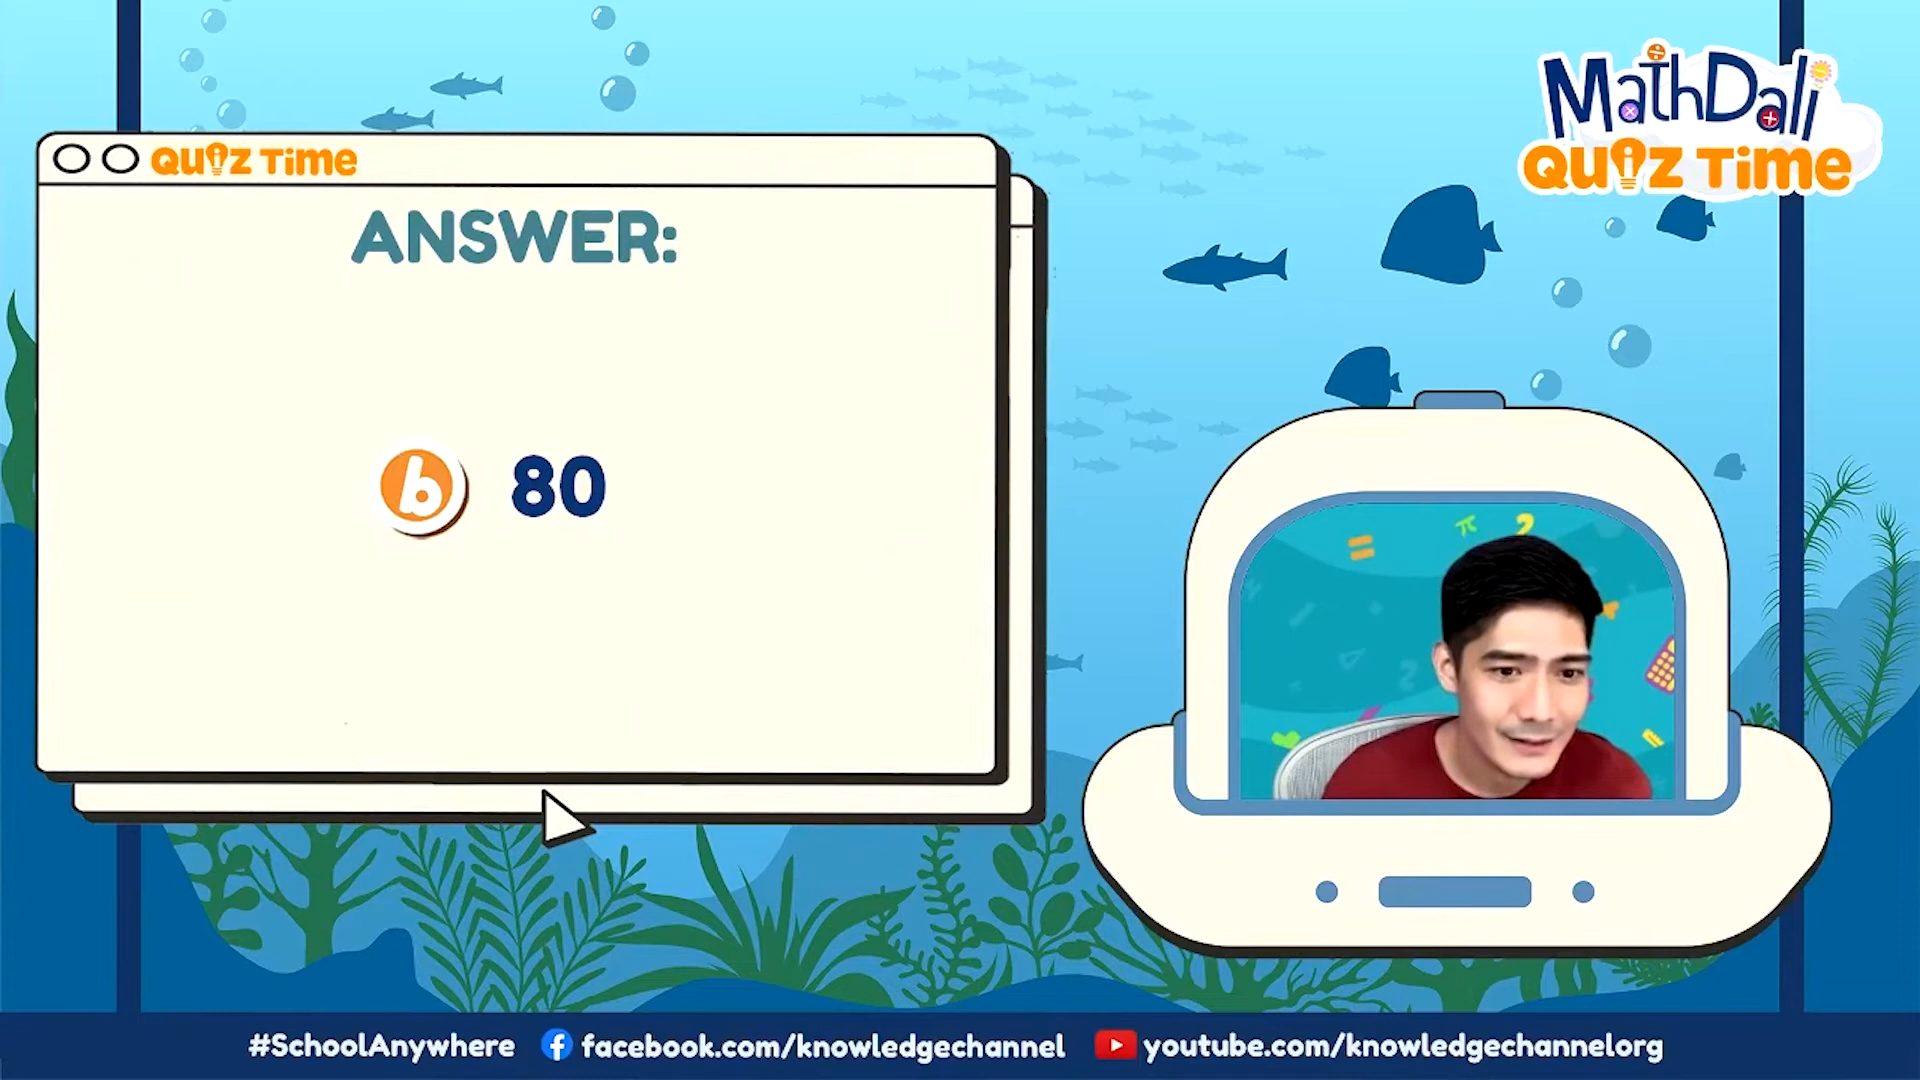 MathDali
QUIZ TIME
QUIZ TIME
ANSWER:
b 80
#SchoolAnywhere facebook.com/knowledgechannel youtube.com/knowledgechannelorg